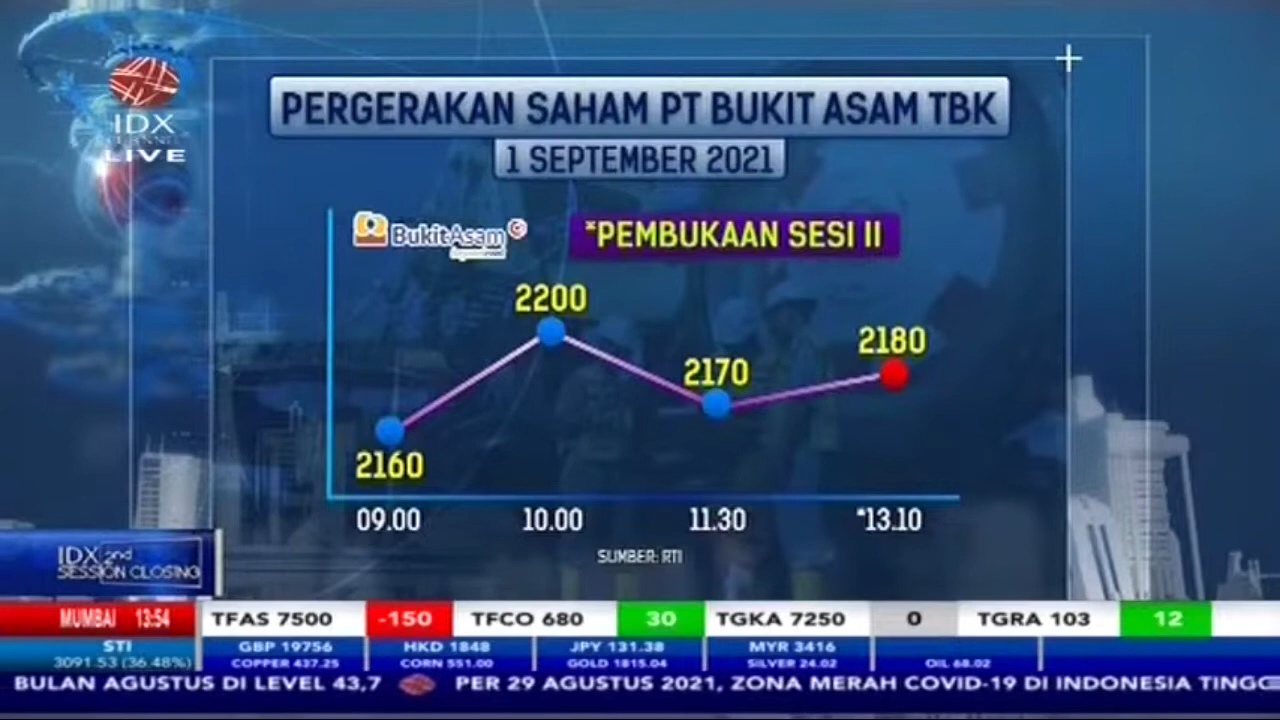 IDX
CHANNEL
LIVE
PERGERAKAN SAHAM PT BUKIT ASAM TBK
1 SEPTEMBER 2021
BukitAsam
*PEMBUKAAN SESI II
2200
2180
2170
2160
09.00 10.00 11.30 *13.10
SUMBER: RTI
IDX 2nd
SESSION CLOSING
MUMBAI 13:54 TFAS 7500 -150 TFCO 680 30 TGKA 7250 0 TGRA 103 12
STI GBP 19756 HKD 1848 JPY 131.38 MYR 3416
3091.53 (36.48%) COPPER 437.25 CORN 551.00 GOLD 1815.04 SILVER 24.02 OIL 68.02
BULAN AGUSTUS DI LEVEL 43,7 PER 29 AGUSTUS 2021, ZONA MERAH COVID-19 DI INDONESIA TINGG